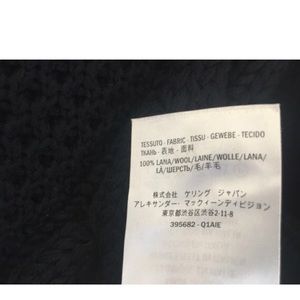 TESSUTO - FABRIC - TISSU - GEWEBE - TECIDO
ТКАНЬ - 表地 - 面料
100% LANA/WOOL/LAINE/WOLLE/LANA/
LÃ/ШЕРСТЬ/毛/羊毛
株式会社 ケリング ジャパン
アレキサンダー・マックィーンディビジョン
東京都渋谷区渋谷2-11-8
395682 - Q1AIE